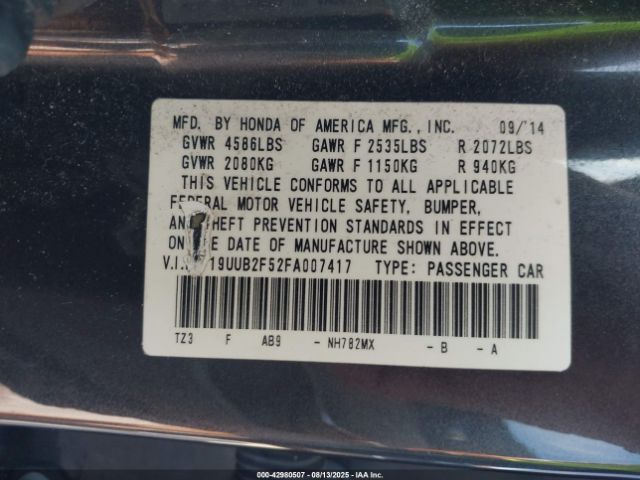 MFD. BY HONDA OF AMERICA MFG., INC. 09/'14
GVWR 4586LBS GAWR F 2535LBS R 2072LBS
GVWR 2080KG GAWR F 1150KG R 940KG
THIS VEHICLE CONFORMS TO ALL APPLICABLE
FEDERAL MOTOR VEHICLE SAFETY, BUMPER,
AND THEFT PREVENTION STANDARDS IN EFFECT
ON THE DATE OF MANUFACTURE SHOWN ABOVE.
V.I. 19UUB2F52FA007417 TYPE: PASSENGER CAR
TZ3 F AB9 - NH782MX - B - A
000-42980507 - 08/13/2025 - IAA Inc.